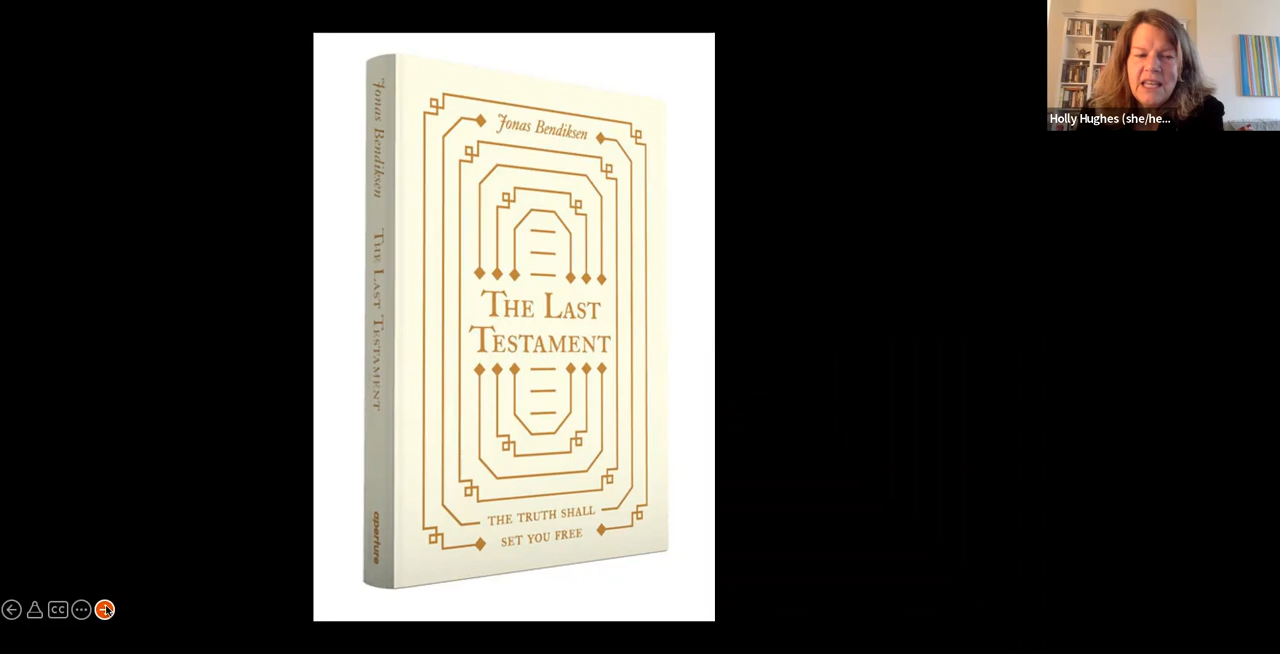 Jonas Bendiksen
THE LAST
TESTAMENT
THE TRUTH SHALL
SET YOU FREE
Jonas Bendiksen
THE LAST TESTAMENT
aperture
Holly Hughes (she/he...
CC